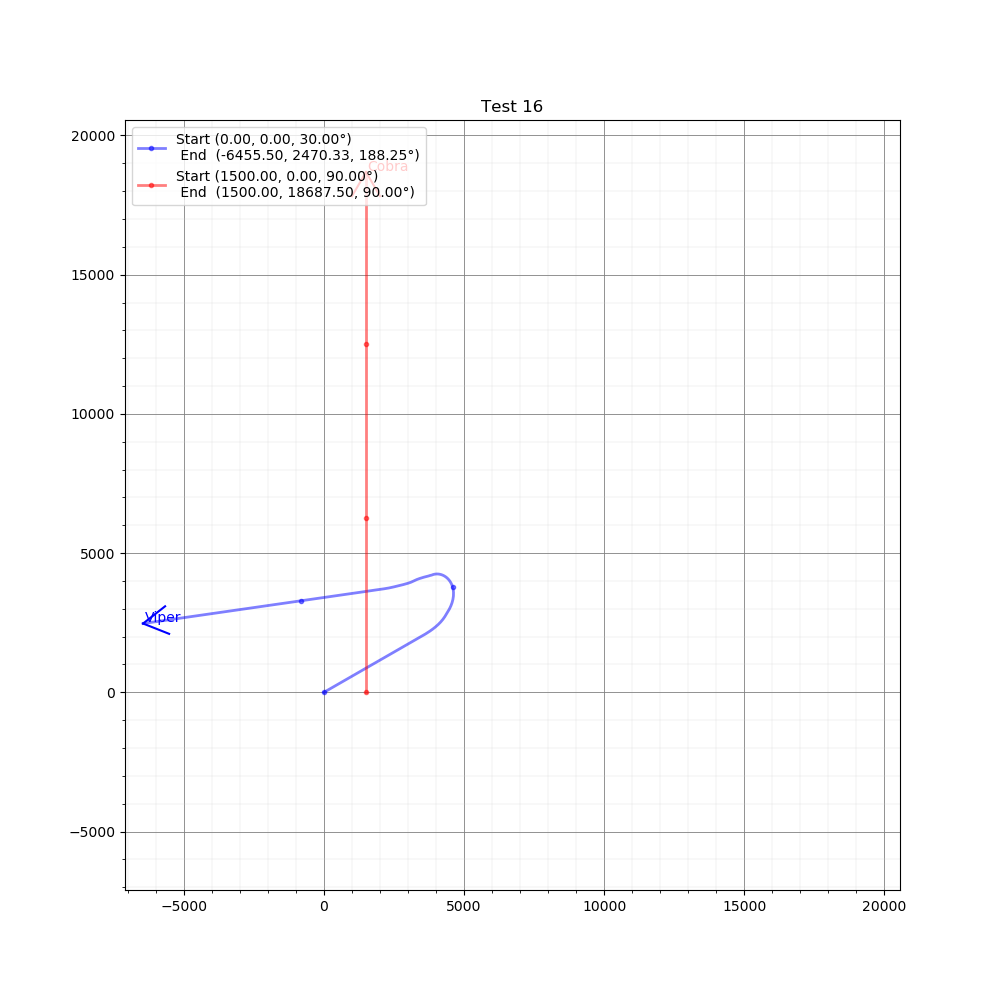 Test 16
Start (0.00, 0.00, 30.00°)
End (-6455.50, 2470.33, 188.25°)
Start (1500.00, 0.00, 90.00°)
End (1500.00, 18687.50, 90.00°)
Cobra
Viper
20000
15000
10000
5000
0
−5000
−5000
0
5000
10000
15000
20000